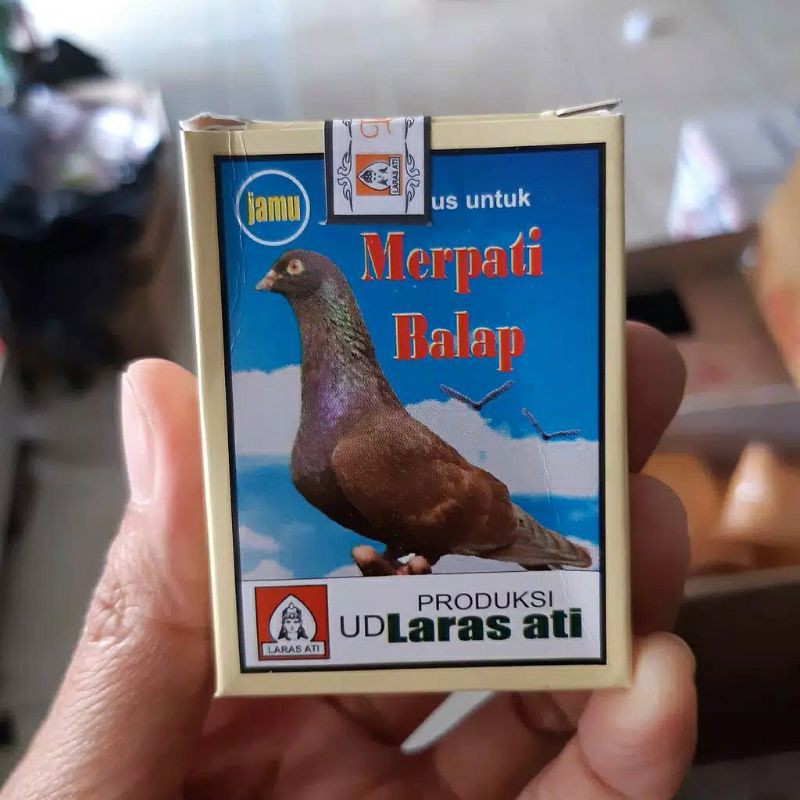 jamu
LARAS ATI
us untuk
Merpati
Balap
PRODUKSI
UD Laras ati
LARAS ATI